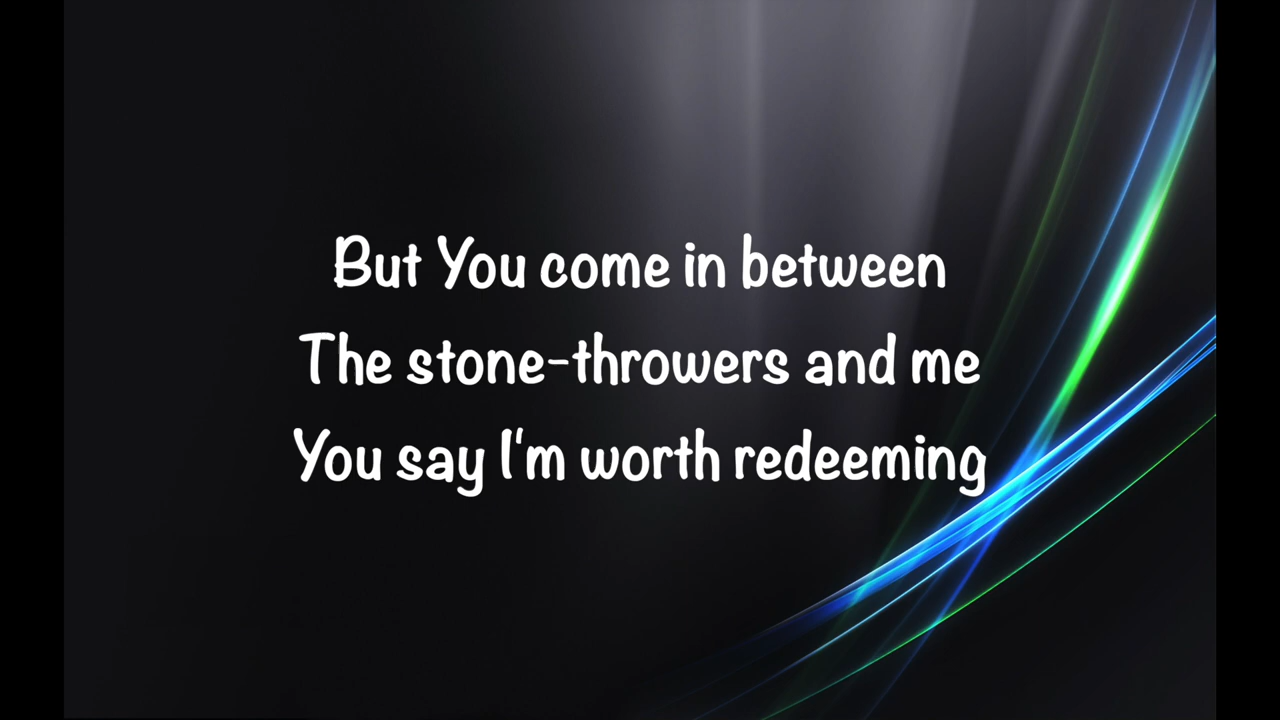 But You come in between
The stone-throwers and me
You say I'm worth redeeming